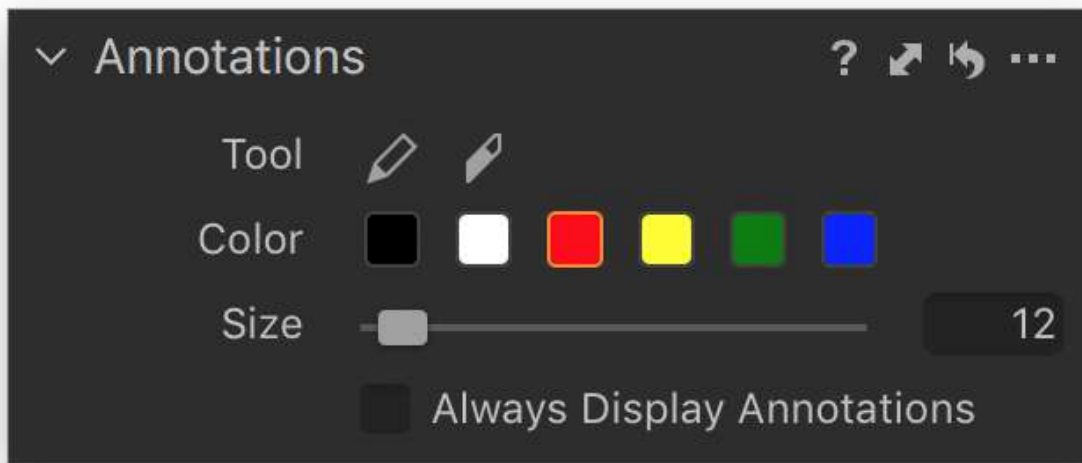 Annotations ? ...
Tool
Color
Size 12
Always Display Annotations